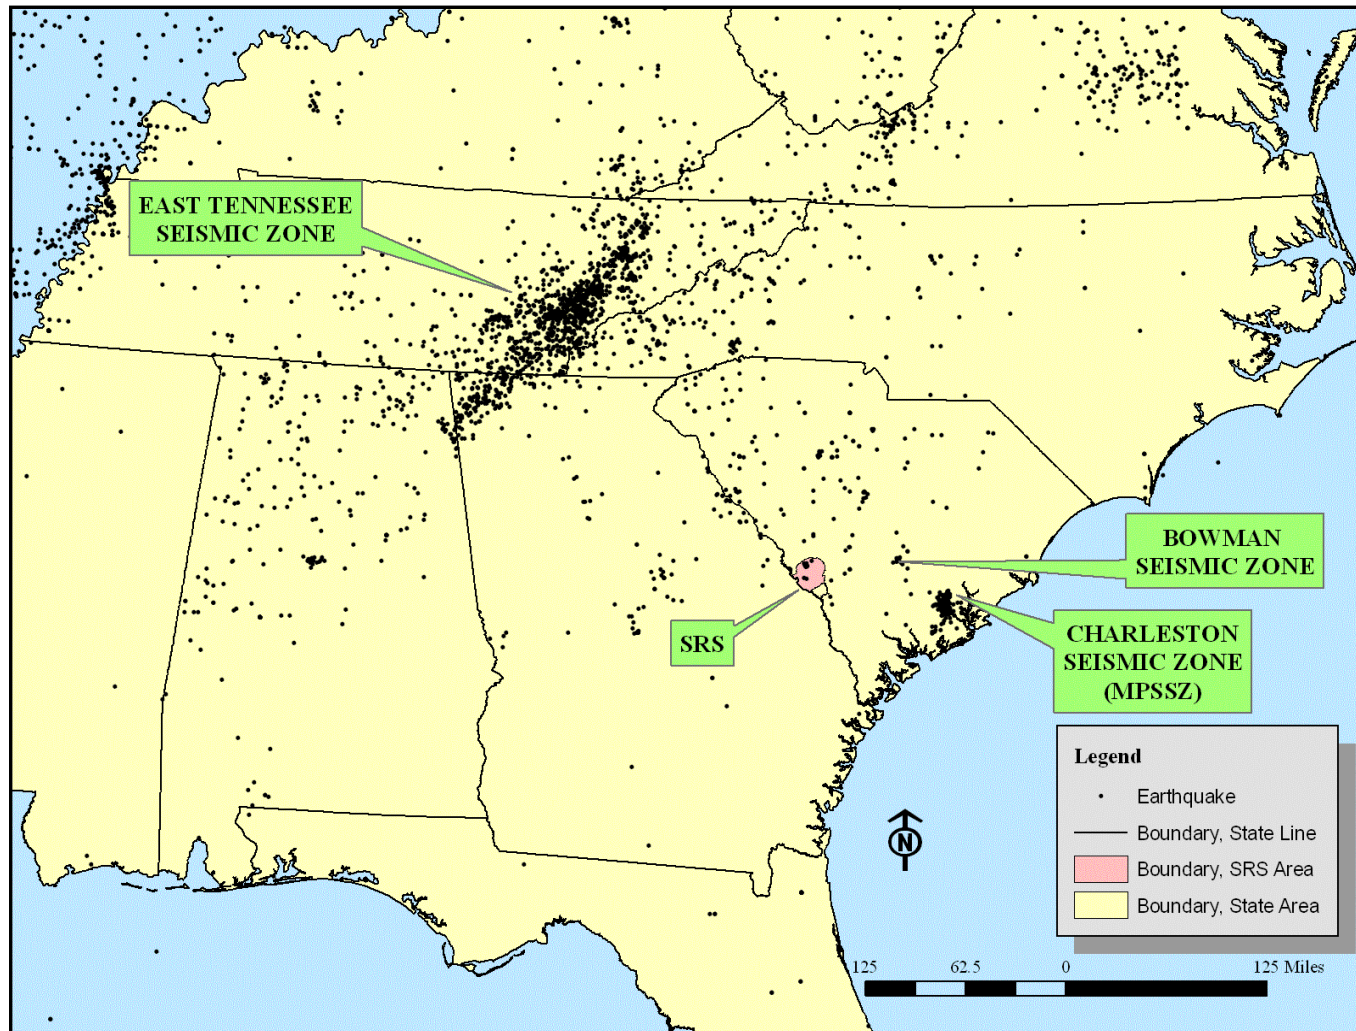 EAST TENNESSEE
SEISMIC ZONE
BOWMAN
SEISMIC ZONE
SRS
CHARLESTON
SEISMIC ZONE
(MPSSZ)
Legend
Earthquake
Boundary, State Line
Boundary, SRS Area
Boundary, State Area
N
125 62.5 0 125 Miles